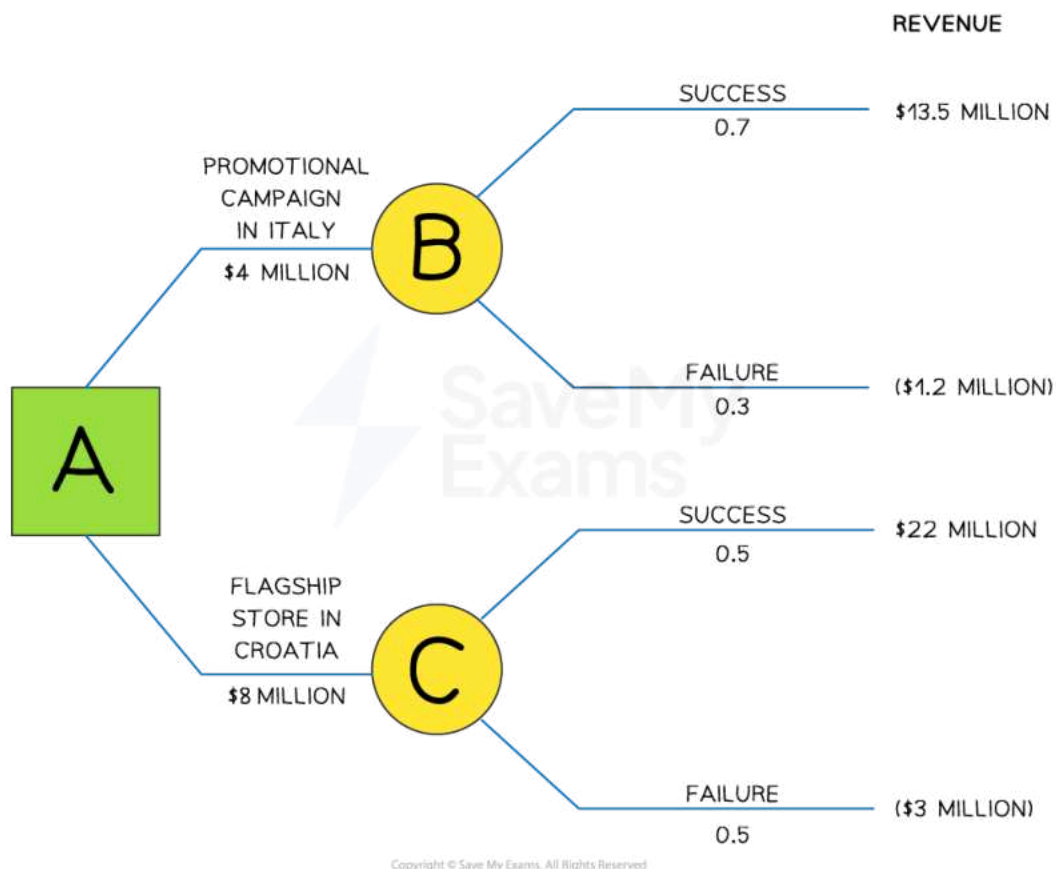 REVENUE
SUCCESS
0.7
$13.5 MILLION
PROMOTIONAL
CAMPAIGN
IN ITALY
$4 MILLION
B
FAILURE
0.3
($1.2 MILLION)
SaveMy
Exams
A
SUCCESS
0.5
$22 MILLION
FLAGSHIP
STORE IN
CROATIA
$8 MILLION
C
FAILURE
0.5
($3 MILLION)
Copyright © Save My Exams. All Rights Reserved